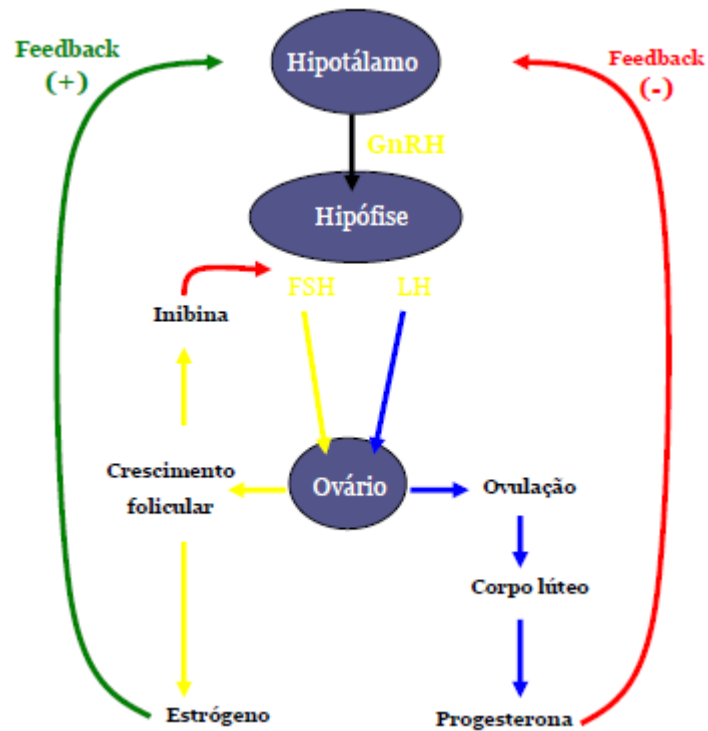 Feedback
(+)
Hipotálamo
Feedback
(-)
GnRH
Hipófise
FSH
LH
Inibina
Crescimento
folicular
Ovário
Ovulação
Corpo lúteo
Estrógeno
Progesterona